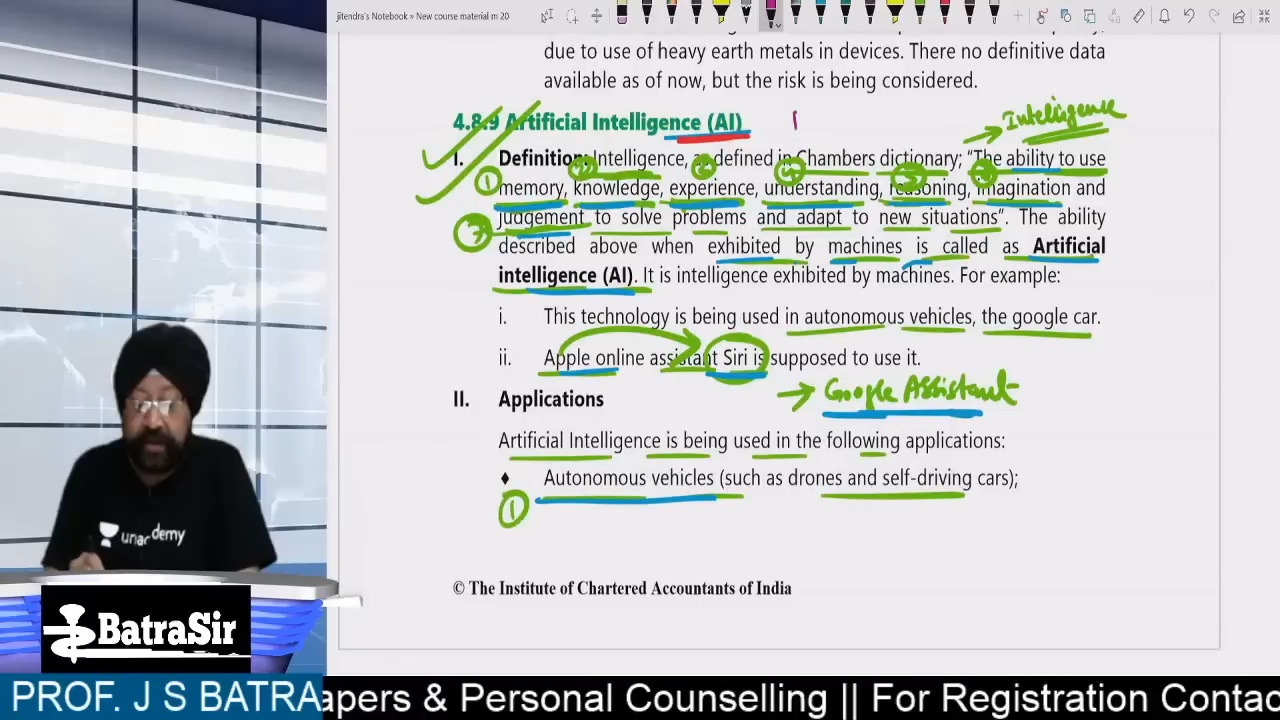 jitendra's Notebook » New course material m 20
due to use of heavy earth metals in devices. There no definitive data
available as of now, but the risk is being considered.
4.8.9 Artificial Intelligence (AI)
Intelligence
I. Definition: Intelligence, as defined in Chambers dictionary; “The ability to use
memory, knowledge, experience, understanding, reasoning, imagination and
judgement to solve problems and adapt to new situations”. The ability
described above when exhibited by machines is called as Artificial
intelligence (AI). It is intelligence exhibited by machines. For example:
i. This technology is being used in autonomous vehicles, the google car.
ii. Apple online assistant Siri is supposed to use it.
Google Assistant
II. Applications
Artificial Intelligence is being used in the following applications:
♦ Autonomous vehicles (such as drones and self-driving cars);
1
© The Institute of Chartered Accountants of India
demy
BatraSir
PROF. J S BATRA
apers & Personal Counselling || For Registration Contac